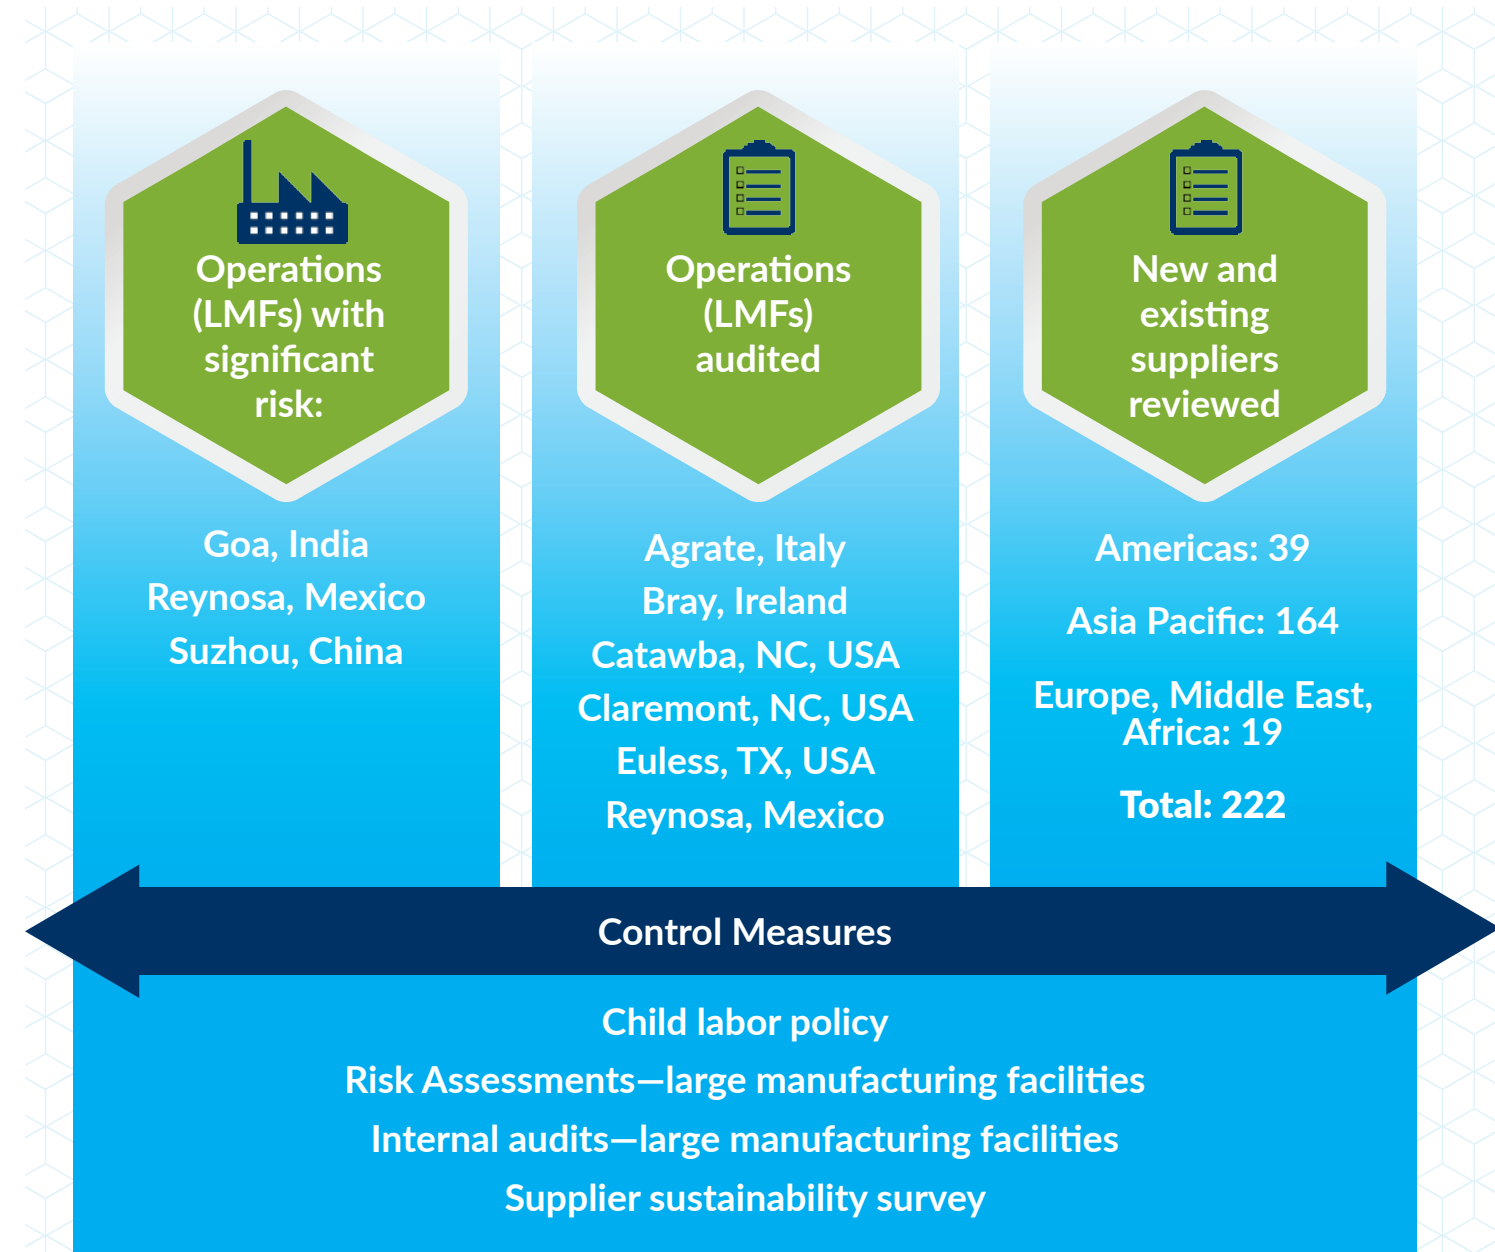 Operations
(LMFs) with
significant
risk:
Goa, India
Reynosa, Mexico
Suzhou, China
Operations
(LMFs)
audited
Agrate, Italy
Bray, Ireland
Catawba, NC, USA
Claremont, NC, USA
Euless, TX, USA
Reynosa, Mexico
New and
existing
suppliers
reviewed
Americas: 39
Asia Pacific: 164
Europe, Middle East,
Africa: 19
Total: 222
Control Measures
Child labor policy
Risk Assessments—large manufacturing facilities
Internal audits—large manufacturing facilities
Supplier sustainability survey